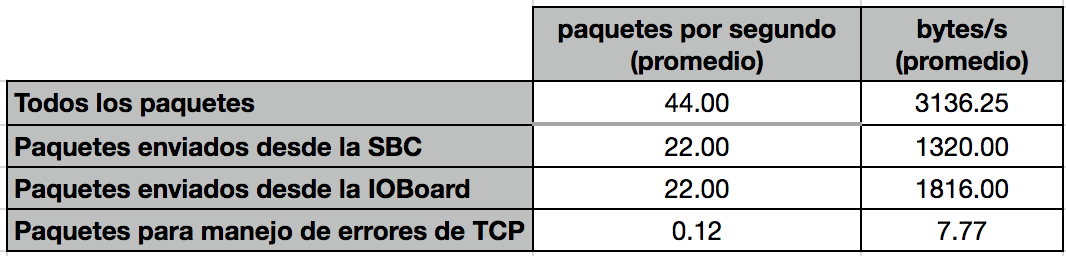 paquetes por segundo (promedio) bytes/s (promedio)
Todos los paquetes 44.00 3136.25
Paquetes enviados desde la SBC 22.00 1320.00
Paquetes enviados desde la IOBoard 22.00 1816.00
Paquetes para manejo de errores de TCP 0.12 7.77